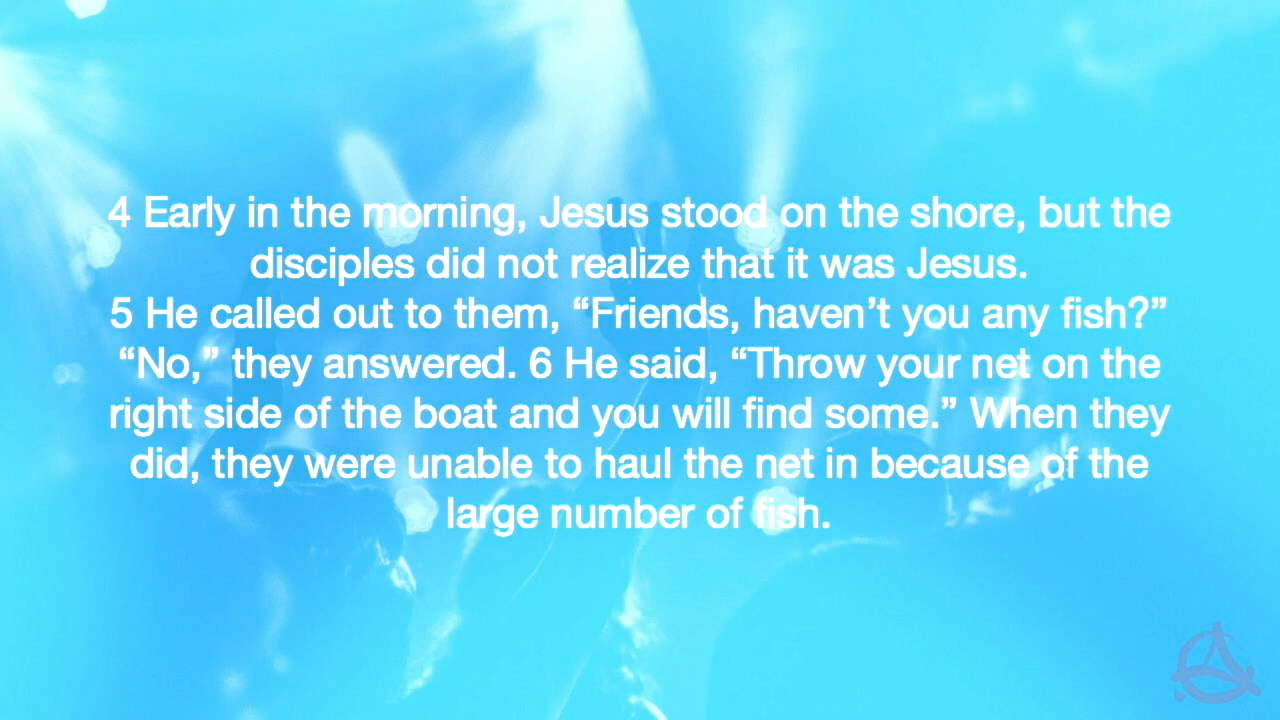 4 Early in the morning, Jesus stood on the shore, but the
disciples did not realize that it was Jesus.
5 He called out to them, “Friends, haven’t you any fish?”
“No,” they answered. 6 He said, “Throw your net on the
right side of the boat and you will find some.” When they
did, they were unable to haul the net in because of the
large number of fish.